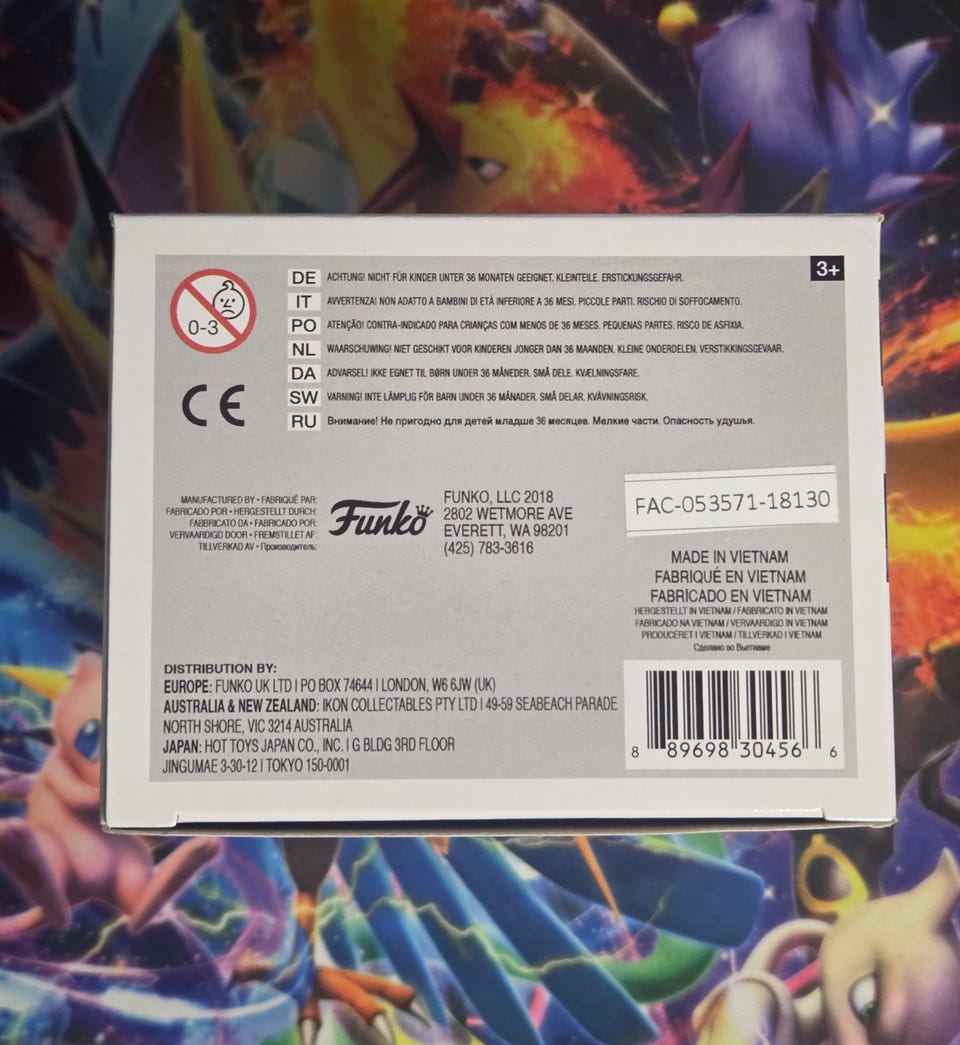 3+
0-3
DE ACHTUNG! NICHT FÜR KINDER UNTER 36 MONATEN GEEIGNET. KLEINTEILE. ERSTICKUNGSGEFAHR.
IT AVVERTENZA! NON ADATTO A BAMBINI DI ETÀ INFERIORE A 36 MESI. PICCOLE PARTI. RISCHIO DI SOFFOCAMENTO.
PO ATENÇÃO! CONTRA-INDICADO PARA CRIANÇAS COM MENOS DE 36 MESES. PEQUENAS PARTES. RISCO DE ASFIXIA.
NL WAARSCHUWING! NIET GESCHIKT VOOR KINDEREN JONGER DAN 36 MAANDEN. KLEINE ONDERDELEN. VERSTIKKINGSGEVAAR.
DA ADVARSEL! IKKE EGNET TIL BØRN UNDER 36 MÅNEDER. SMÅ DELE. KVÆLNINGSFARE.
SW VARNING! INTE LÄMPLIG FÖR BARN UNDER 36 MÅNADER. SMÅ DELAR. KVÄVNINGSRISK.
RU Внимание! Не пригодно для детей младше 36 месяцев. Мелкие части. Опасность удушья.
CE
MANUFACTURED BY • FABRIQUÉ PAR:
FABRICADO POR • HERGESTELLT DURCH:
FABBRICATO DA • FABRICADO POR:
VERVAARDIGD DOOR • FREMSTILLET AF:
TILLVERKAD AV • Производитель:
Funko
FUNKO, LLC 2018
2802 WETMORE AVE
EVERETT, WA 98201
(425) 783-3616
FAC-053571-18130
MADE IN VIETNAM
FABRIQUÉ EN VIETNAM
FABRICADO EN VIETNAM
HERGESTELLT IN VIETNAM / FABBRICATO IN VIETNAM
FABRICADO NA VIETNAM / VERVAARDIGD IN VIETNAM
PRODUCERET I VIETNAM / TILLVERKAD I VIETNAM
Сделано во Вьетнаме
DISTRIBUTION BY:
EUROPE: FUNKO UK LTD | PO BOX 74644 | LONDON, W6 6JW (UK)
AUSTRALIA & NEW ZEALAND: IKON COLLECTABLES PTY LTD | 49-59 SEABEACH PARADE
NORTH SHORE, VIC 3214 AUSTRALIA
JAPAN: HOT TOYS JAPAN CO., INC. | G BLDG 3RD FLOOR
JINGUMAE 3-30-12 | TOKYO 150-0001
8 89698 30456 6